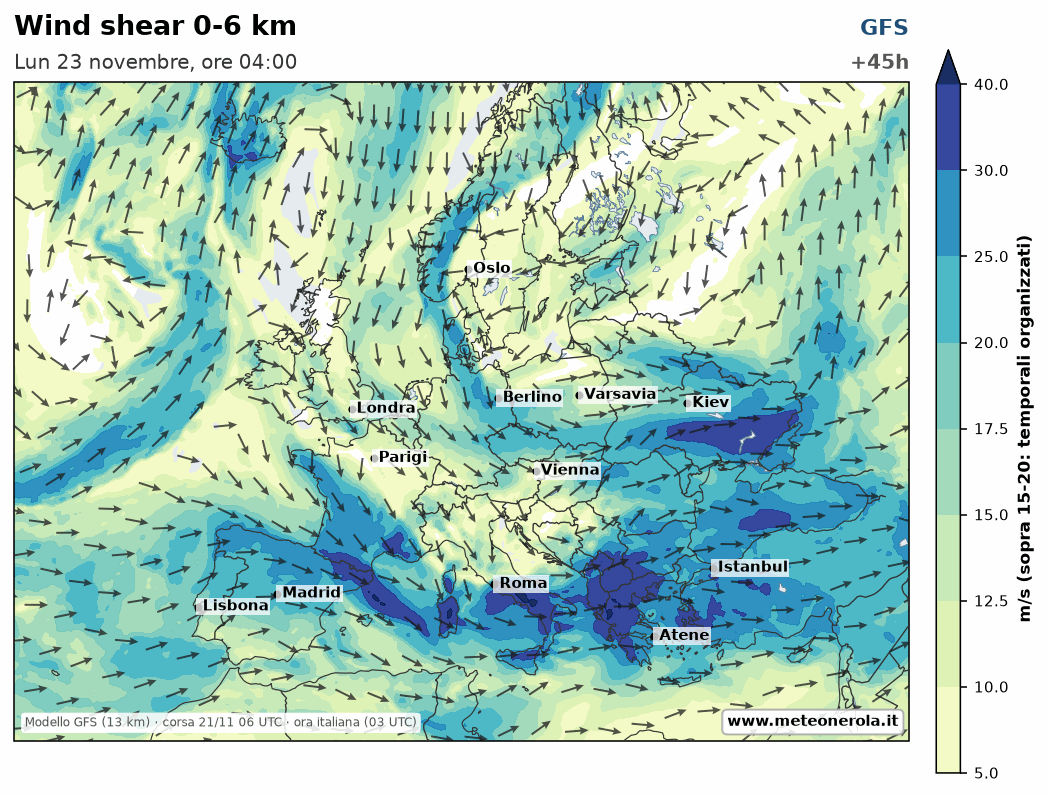 Wind shear 0-6 km
GFS
Lun 23 novembre, ore 04:00
+45h
40.0
30.0
25.0
20.0
17.5
15.0
12.5
10.0
5.0
m/s (sopra 15-20: temporali organizzati)
Oslo
Berlino
Varsavia
Kiev
Londra
Parigi
Vienna
Istanbul
Roma
Madrid
Lisbona
Atene
Modello GFS (13 km) · corsa 21/11 06 UTC · ora italiana (03 UTC)
www.meteonerola.it